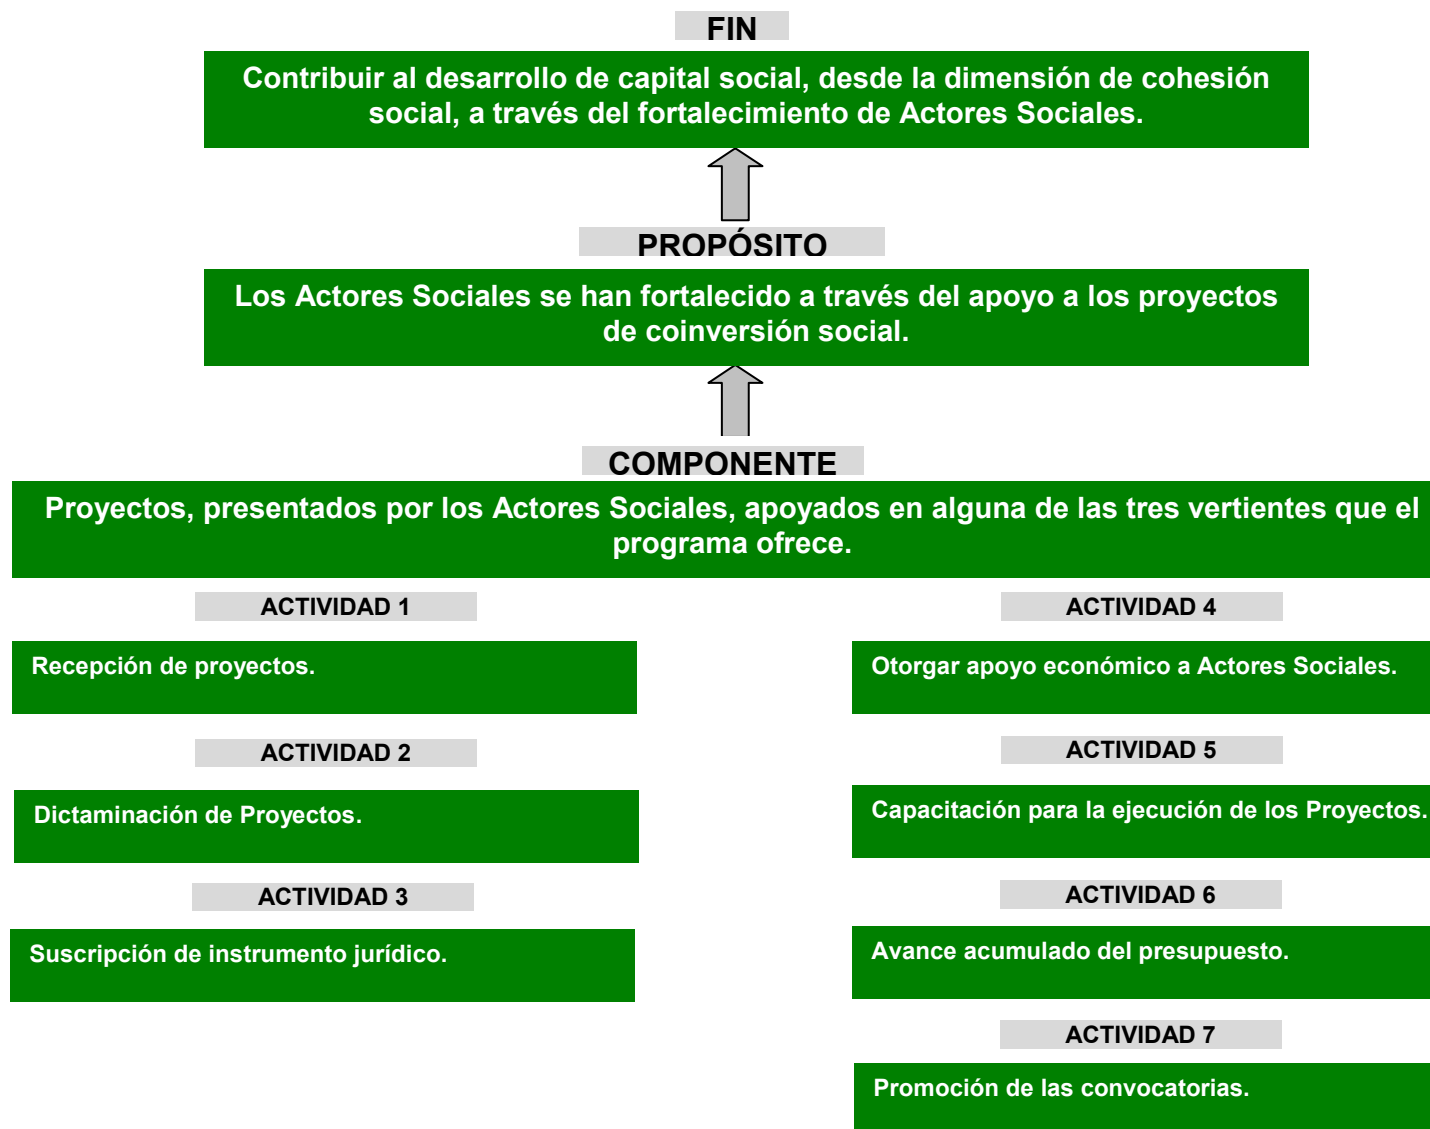 FIN
Contribuir al desarrollo de capital social, desde la dimensión de cohesión
social, a través del fortalecimiento de Actores Sociales.
PROPÓSITO
Los Actores Sociales se han fortalecido a través del apoyo a los proyectos
de coinversión social.
COMPONENTE
Proyectos, presentados por los Actores Sociales, apoyados en alguna de las tres vertientes que el
programa ofrece.
ACTIVIDAD 1
Recepción de proyectos.
ACTIVIDAD 2
Dictaminación de Proyectos.
ACTIVIDAD 3
Suscripción de instrumento jurídico.
ACTIVIDAD 4
Otorgar apoyo económico a Actores Sociales.
ACTIVIDAD 5
Capacitación para la ejecución de los Proyectos.
ACTIVIDAD 6
Avance acumulado del presupuesto.
ACTIVIDAD 7
Promoción de las convocatorias.